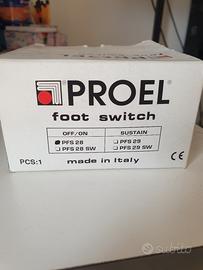 PROEL
foot switch
OFF/ON SUSTAIN
PFS 28 PFS 29
PFS 28 SW PFS 29 SW
PCS:1 made in Italy CE
subito